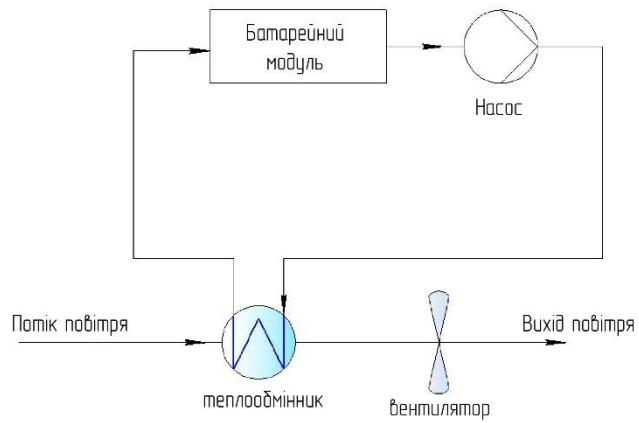 Батарейний
модуль
Насос
Потік повітря
Вихід повітря
теплообмінник
вентилятор